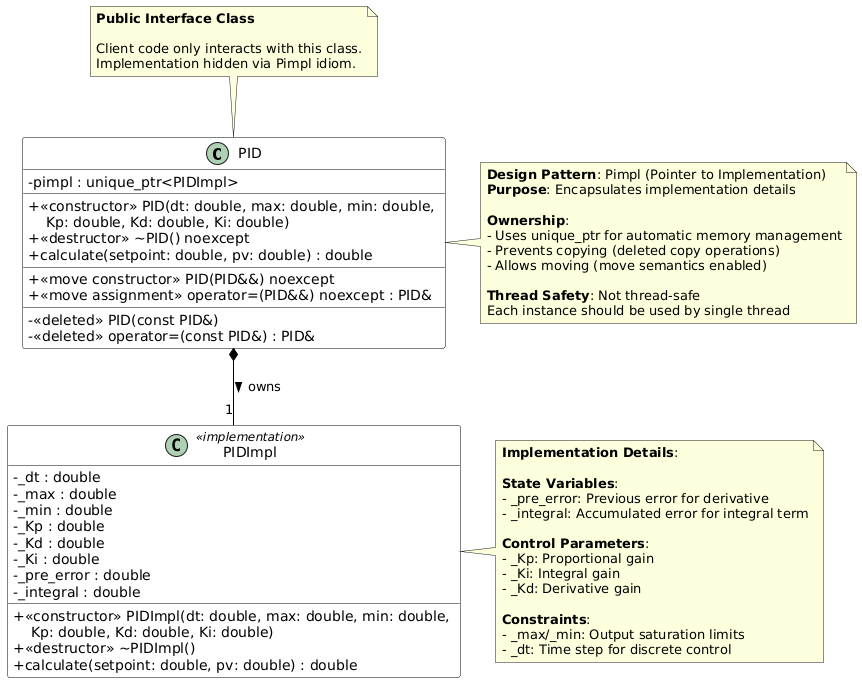 Public Interface Class
Client code only interacts with this class.
Implementation hidden via Pimpl idiom.
C PID
-pimpl : unique_ptr<PIDImpl>
+«constructor» PID(dt: double, max: double, min: double,
Kp: double, Kd: double, Ki: double)
+«destructor» ~PID() noexcept
+calculate(setpoint: double, pv: double) : double
+«move constructor» PID(PID&&) noexcept
+«move assignment» operator=(PID&&) noexcept : PID&
-«deleted» PID(const PID&)
-«deleted» operator=(const PID&) : PID&
Design Pattern: Pimpl (Pointer to Implementation)
Purpose: Encapsulates implementation details
Ownership:
- Uses unique_ptr for automatic memory management
- Prevents copying (deleted copy operations)
- Allows moving (move semantics enabled)
Thread Safety: Not thread-safe
Each instance should be used by single thread
owns
1
C «implementation»
PIDImpl
-_dt : double
-_max : double
-_min : double
-_Kp : double
-_Kd : double
-_Ki : double
-_pre_error : double
-_integral : double
+«constructor» PIDImpl(dt: double, max: double, min: double,
Kp: double, Kd: double, Ki: double)
+«destructor» ~PIDImpl()
+calculate(setpoint: double, pv: double) : double
Implementation Details:
State Variables:
- _pre_error: Previous error for derivative
- _integral: Accumulated error for integral term
Control Parameters:
- _Kp: Proportional gain
- _Ki: Integral gain
- _Kd: Derivative gain
Constraints:
- _max/_min: Output saturation limits
- _dt: Time step for discrete control